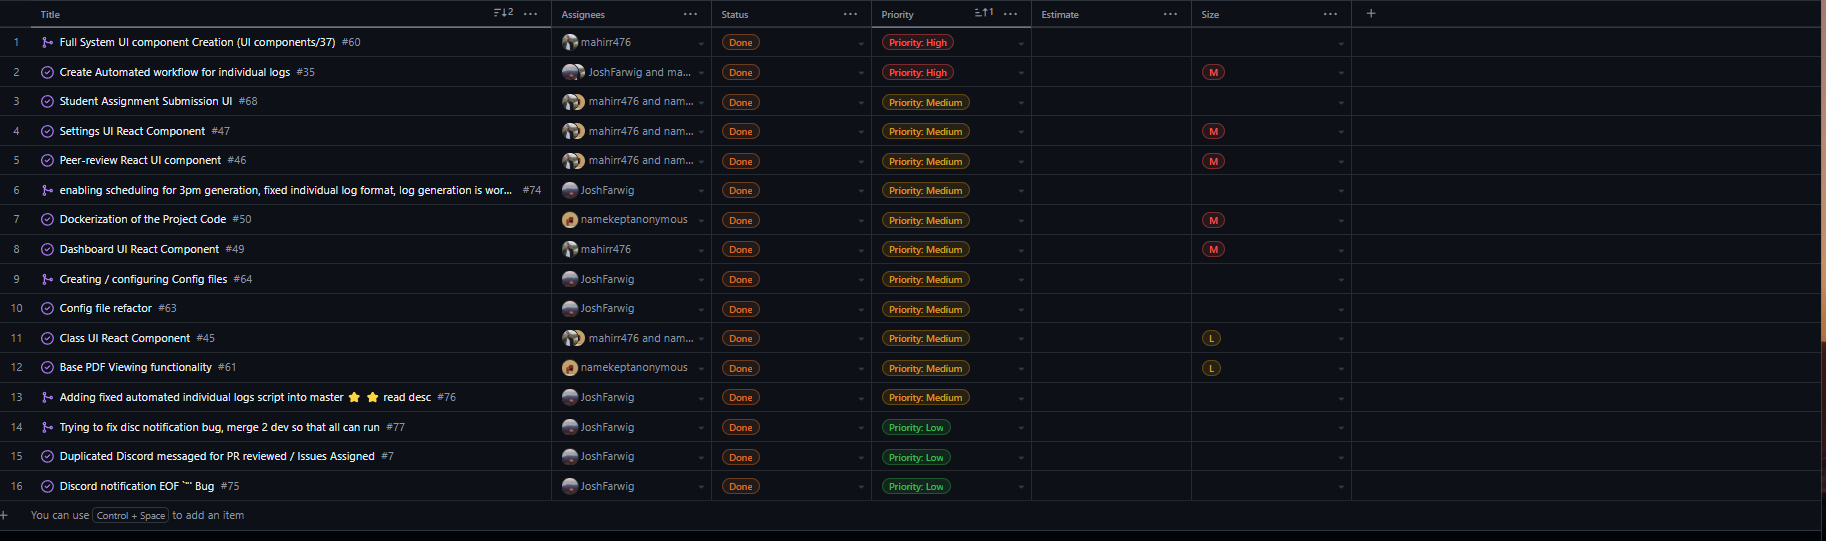 Title 2 ... Assignees ... Status ... Priority 1 ... Estimate ... Size ... +
1 Full System UI component Creation (UI components/37) #60 mahirr476 Done Priority: High
2 Create Automated workflow for individual logs #35 JoshFarwig and ma... Done Priority: High M
3 Student Assignment Submission UI #68 mahirr476 and nam... Done Priority: Medium
4 Settings UI React Component #47 mahirr476 and nam... Done Priority: Medium M
5 Peer-review React UI component #46 mahirr476 and nam... Done Priority: Medium M
6 enabling scheduling for 3pm generation, fixed individual log format, log generation is wor... #74 JoshFarwig Done Priority: Medium
7 Dockerization of the Project Code #50 namekeptanonymous Done Priority: Medium M
8 Dashboard UI React Component #49 mahirr476 Done Priority: Medium M
9 Creating / configuring Config files #64 JoshFarwig Done Priority: Medium
10 Config file refactor #63 JoshFarwig Done Priority: Medium
11 Class UI React Component #45 mahirr476 and nam... Done Priority: Medium L
12 Base PDF Viewing functionality #61 namekeptanonymous Done Priority: Medium L
13 Adding fixed automated individual logs script into master ⭐ ⭐ read desc #76 JoshFarwig Done Priority: Medium
14 Trying to fix disc notification bug, merge 2 dev so that all can run #77 JoshFarwig Done Priority: Low
15 Duplicated Discord messaged for PR reviewed / Issues Assigned #7 JoshFarwig Done Priority: Low
16 Discord notification EOF Bug #75 JoshFarwig Done Priority: Low
+ You can use Control + Space to add an item